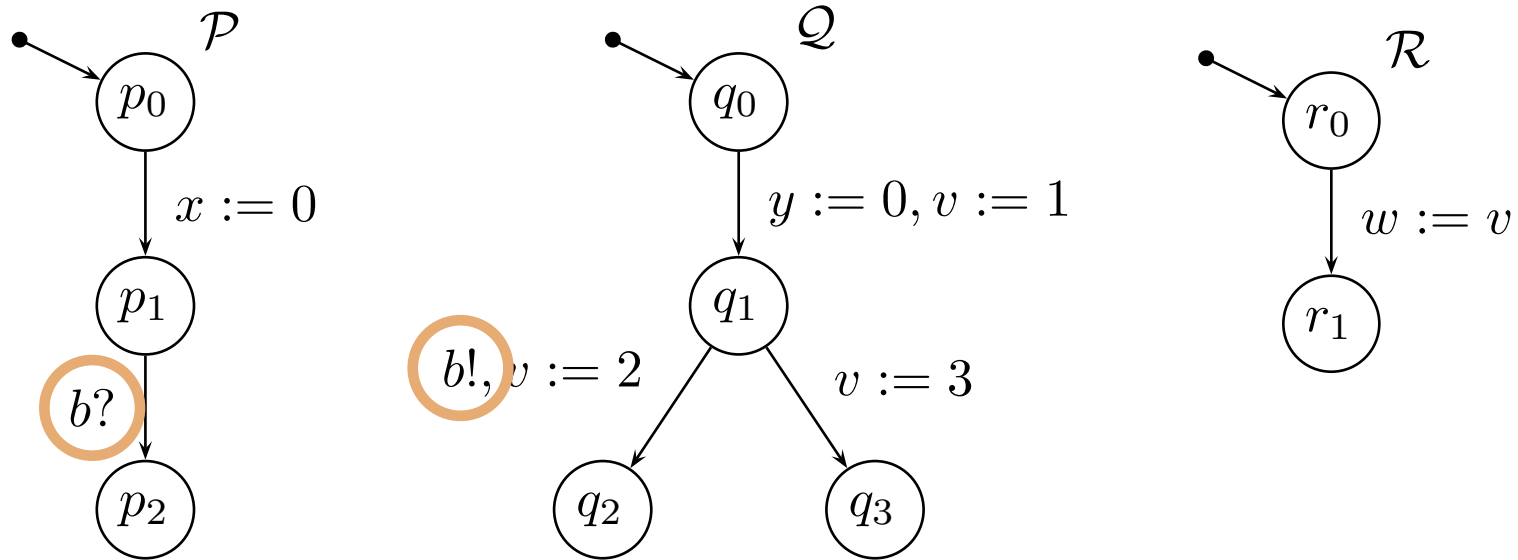 𝒫
p₀
x := 0
p₁
b?
p₂
𝒬
q₀
y := 0, v := 1
q₁
b!, v := 2
v := 3
q₂
q₃
ℛ
r₀
w := v
r₁